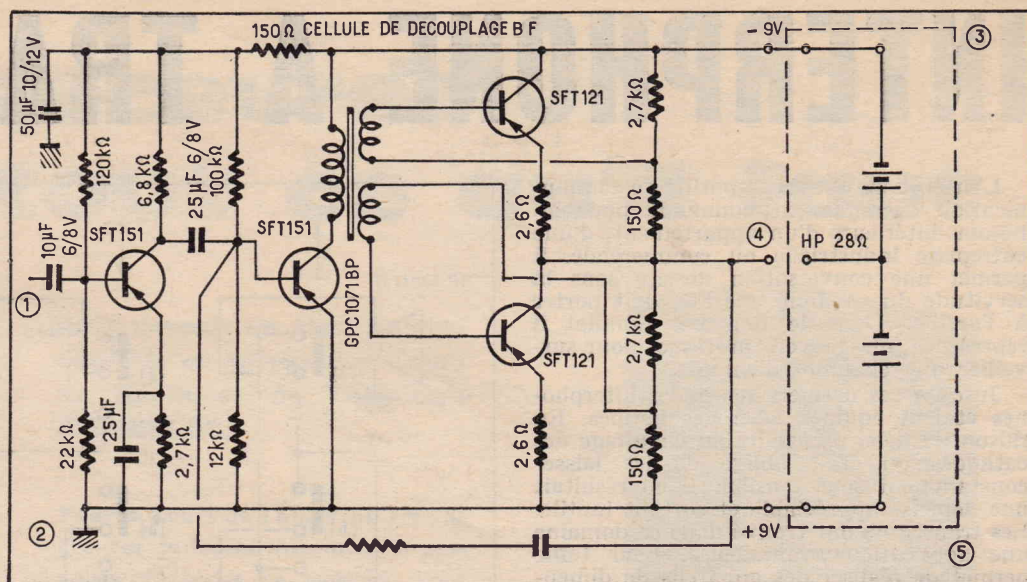 150Ω CELLULE DE DECOUPLAGE BF
- 9V
③
50µF 10/12V
120kΩ
6,8kΩ
25µF 6/8V
100kΩ
SFT121
2,7kΩ
10µF
6/8V
SFT151
SFT151
GPC1071BP
2,6Ω
150Ω
④
HP 28Ω
①
SFT121
2,7kΩ
22kΩ
25µF
2,7kΩ
12kΩ
2,6Ω
150Ω
②
+ 9V
⑤